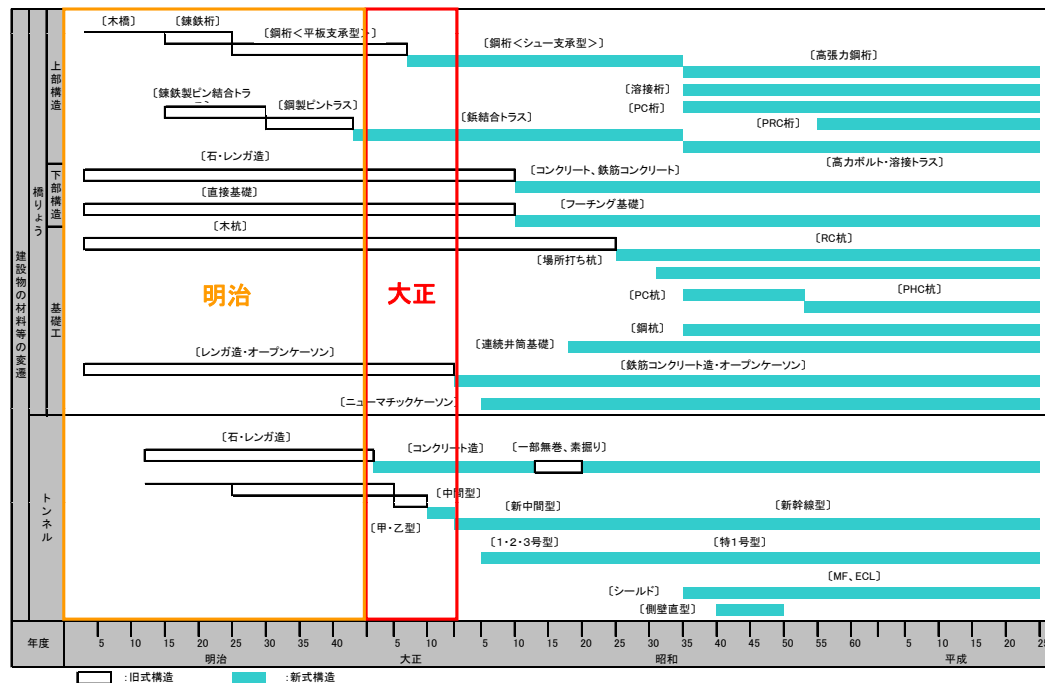 建設物の材料等の変遷
橋りょう
上部構造
〔木橋〕 〔錬鉄桁〕
〔鋼桁<平板支承型>〕
〔鋼桁<シュー支承型>〕
〔高張力鋼桁〕
〔溶接桁〕
〔PC桁〕
〔PRC桁〕
〔錬鉄製ピン結合トラ
〔鋼製ピントラス〕
〔鋲結合トラス〕
〔高力ボルト・溶接トラス〕
下部構造
〔石・レンガ造〕
〔コンクリート、鉄筋コンクリート〕
〔直接基礎〕
〔フーチング基礎〕
基礎工
〔木杭〕
〔RC杭〕
〔場所打ち杭〕
〔PC杭〕
〔PHC杭〕
〔鋼杭〕
〔連続井筒基礎〕
〔レンガ造・オープンケーソン〕
〔鉄筋コンクリート造・オープンケーソン〕
〔ニューマチックケーソン〕
明治
大正
トンネル
〔石・レンガ造〕
〔コンクリート造〕
〔一部無巻、素掘り〕
〔中間型〕
〔甲・乙型〕
〔新中間型〕
〔新幹線型〕
〔1・2・3号型〕
〔特1号型〕
〔MF、ECL〕
〔シールド〕
〔側壁直型〕
年度
5 10 15 20 25 30 35 40 5 10 5 10 15 20 25 30 35 40 45 50 55 60 5 10 15 20 25
明治 大正 昭和 平成
:旧式構造 :新式構造